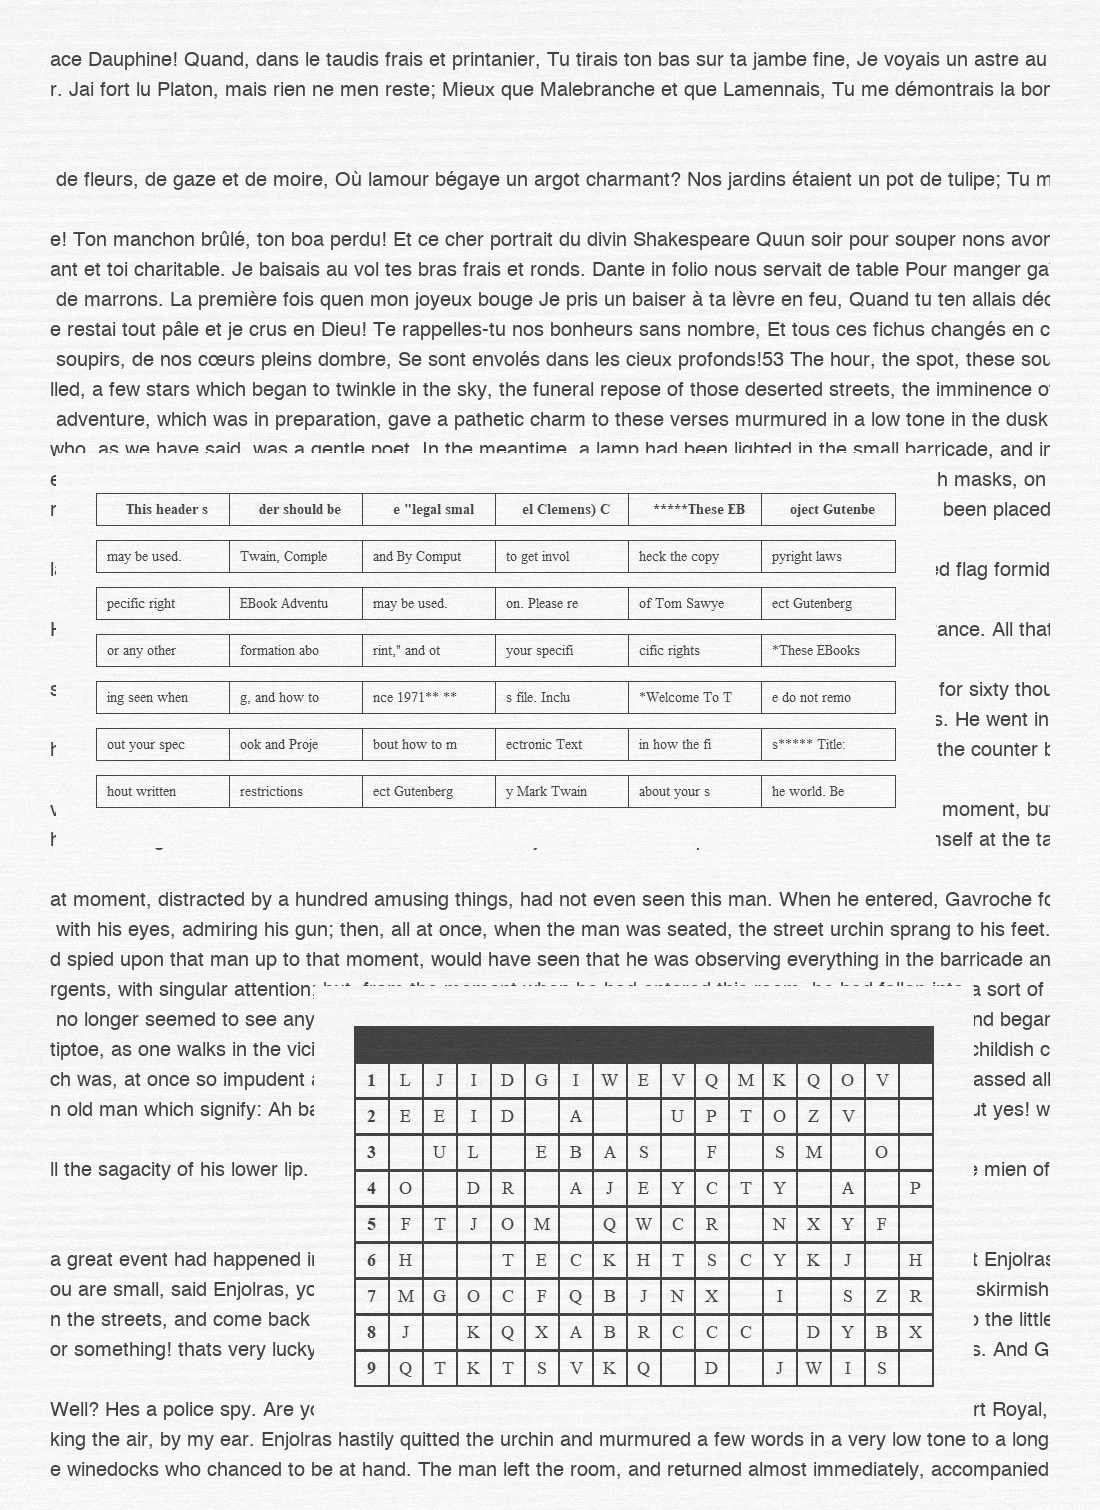 ace Dauphine! Quand, dans le taudis frais et printanier, Tu tirais ton bas sur ta jambe fine, Je voyais un astre au
r. Jai fort lu Platon, mais rien ne men reste; Mieux que Malebranche et que Lamennais, Tu me démontrais la bon
de fleurs, de gaze et de moire, Où lamour bégaye un argot charmant? Nos jardins étaient un pot de tulipe; Tu m
e! Ton manchon brûlé, ton boa perdu! Et ce cher portrait du divin Shakespeare Quun soir pour souper nons avon
ant et toi charitable. Je baisais au vol tes bras frais et ronds. Dante in folio nous servait de table Pour manger ga
de marrons. La première fois quen mon joyeux bouge Je pris un baiser à ta lèvre en feu, Quand tu ten allais déc
e restai tout pâle et je crus en Dieu! Te rappelles-tu nos bonheurs sans nombre, Et tous ces fichus changés en c
soupirs, de nos cœurs pleins dombre, Se sont envolés dans les cieux profonds!53 The hour, the spot, these sou
lled, a few stars which began to twinkle in the sky, the funeral repose of those deserted streets, the imminence of
adventure, which was in preparation, gave a pathetic charm to these verses murmured in a low tone in the dusk
who, as we have said, was a gentle poet. In the meantime, a lamp had been lighted in the small barricade, and in
h masks, on
been placed
ed flag formid
ance. All that
for sixty thou
s. He went in
the counter b
moment, but
nself at the ta
This header s der should be e "legal smal el Clemens) C *****These EB oject Gutenbe
may be used. Twain, Comple and By Comput to get invol heck the copy pyright laws
pecific right EBook Adventu may be used. on. Please re of Tom Sawye ect Gutenberg
or any other formation abo rint," and ot your specifi cific rights *These EBooks
ing seen when g, and how to nce 1971** ** s file. Inclu *Welcome To T e do not remo
out your spec ook and Proje bout how to m ectronic Text in how the fi s***** Title:
hout written restrictions ect Gutenberg y Mark Twain about your s he world. Be
at moment, distracted by a hundred amusing things, had not even seen this man. When he entered, Gavroche fo
with his eyes, admiring his gun; then, all at once, when the man was seated, the street urchin sprang to his feet.
d spied upon that man up to that moment, would have seen that he was observing everything in the barricade an
rgents, with singular attention; but, from the moment when he had entered this room, he had fallen into a sort of
no longer seemed to see any nd began
tiptoe, as one walks in the vici childish c
ch was, at once so impudent a assed all
n old man which signify: Ah ba ut yes! w
ll the sagacity of his lower lip. e mien of
a great event had happened in t Enjolras
ou are small, said Enjolras, yo skirmish
n the streets, and come back o the little
or something! thats very lucky s. And G
1 L J I D G I W E V Q M K Q O V
2 E E I D A U P T O Z V
3 U L E B A S F S M O
4 O D R A J E Y C T Y A P
5 F T J O M Q W C R N X Y F
6 H T E C K H T S C Y K J H
7 M G O C F Q B J N X I S Z R
8 J K Q X A B R C C C D Y B X
9 Q T K T S V K Q D J W I S
Well? Hes a police spy. Are yo rt Royal,
king the air, by my ear. Enjolras hastily quitted the urchin and murmured a few words in a very low tone to a long
e winedocks who chanced to be at hand. The man left the room, and returned almost immediately, accompanied